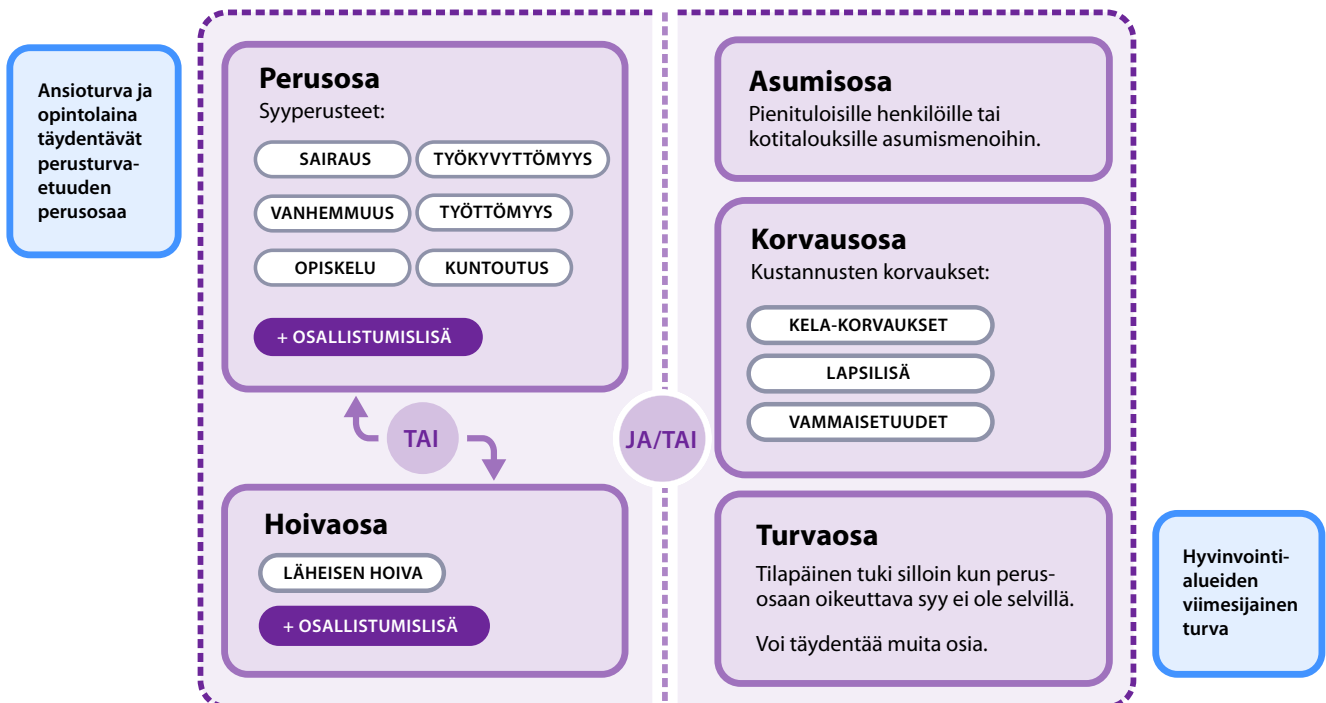 Ansioturva ja
opintolaina
täydentävät
perusturva-
etuuden
perusosaa
Perusosa
Syyperusteet:
SAIRAUS
TYÖKYVYTTÖMYYS
VANHEMMUUS
TYÖTTÖMYYS
OPISKELU
KUNTOUTUS
+ OSALLISTUMISLISÄ
TAI
Hoivaosa
LÄHEISEN HOIVA
+ OSALLISTUMISLISÄ
JA/TAI
Asumisosa
Pienituloisille henkilöille tai
kotitalouksille asumismenoihin.
Korvausosa
Kustannusten korvaukset:
KELA-KORVAUKSET
LAPSILISÄ
VAMMAISETUUDET
Turvaosa
Tilapäinen tuki silloin kun perus-
osaan oikeuttava syy ei ole selvillä.
Voi täydentää muita osia.
Hyvinvointi-
alueiden
viimesijainen
turva